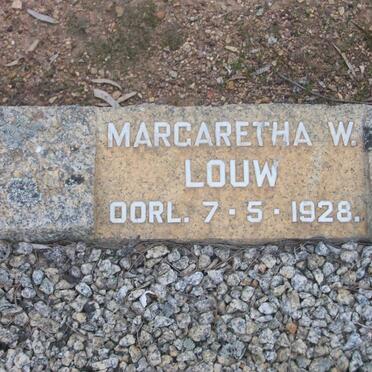 MARGARETHA W.
LOUW
OORL. 7 · 5 · 1928.